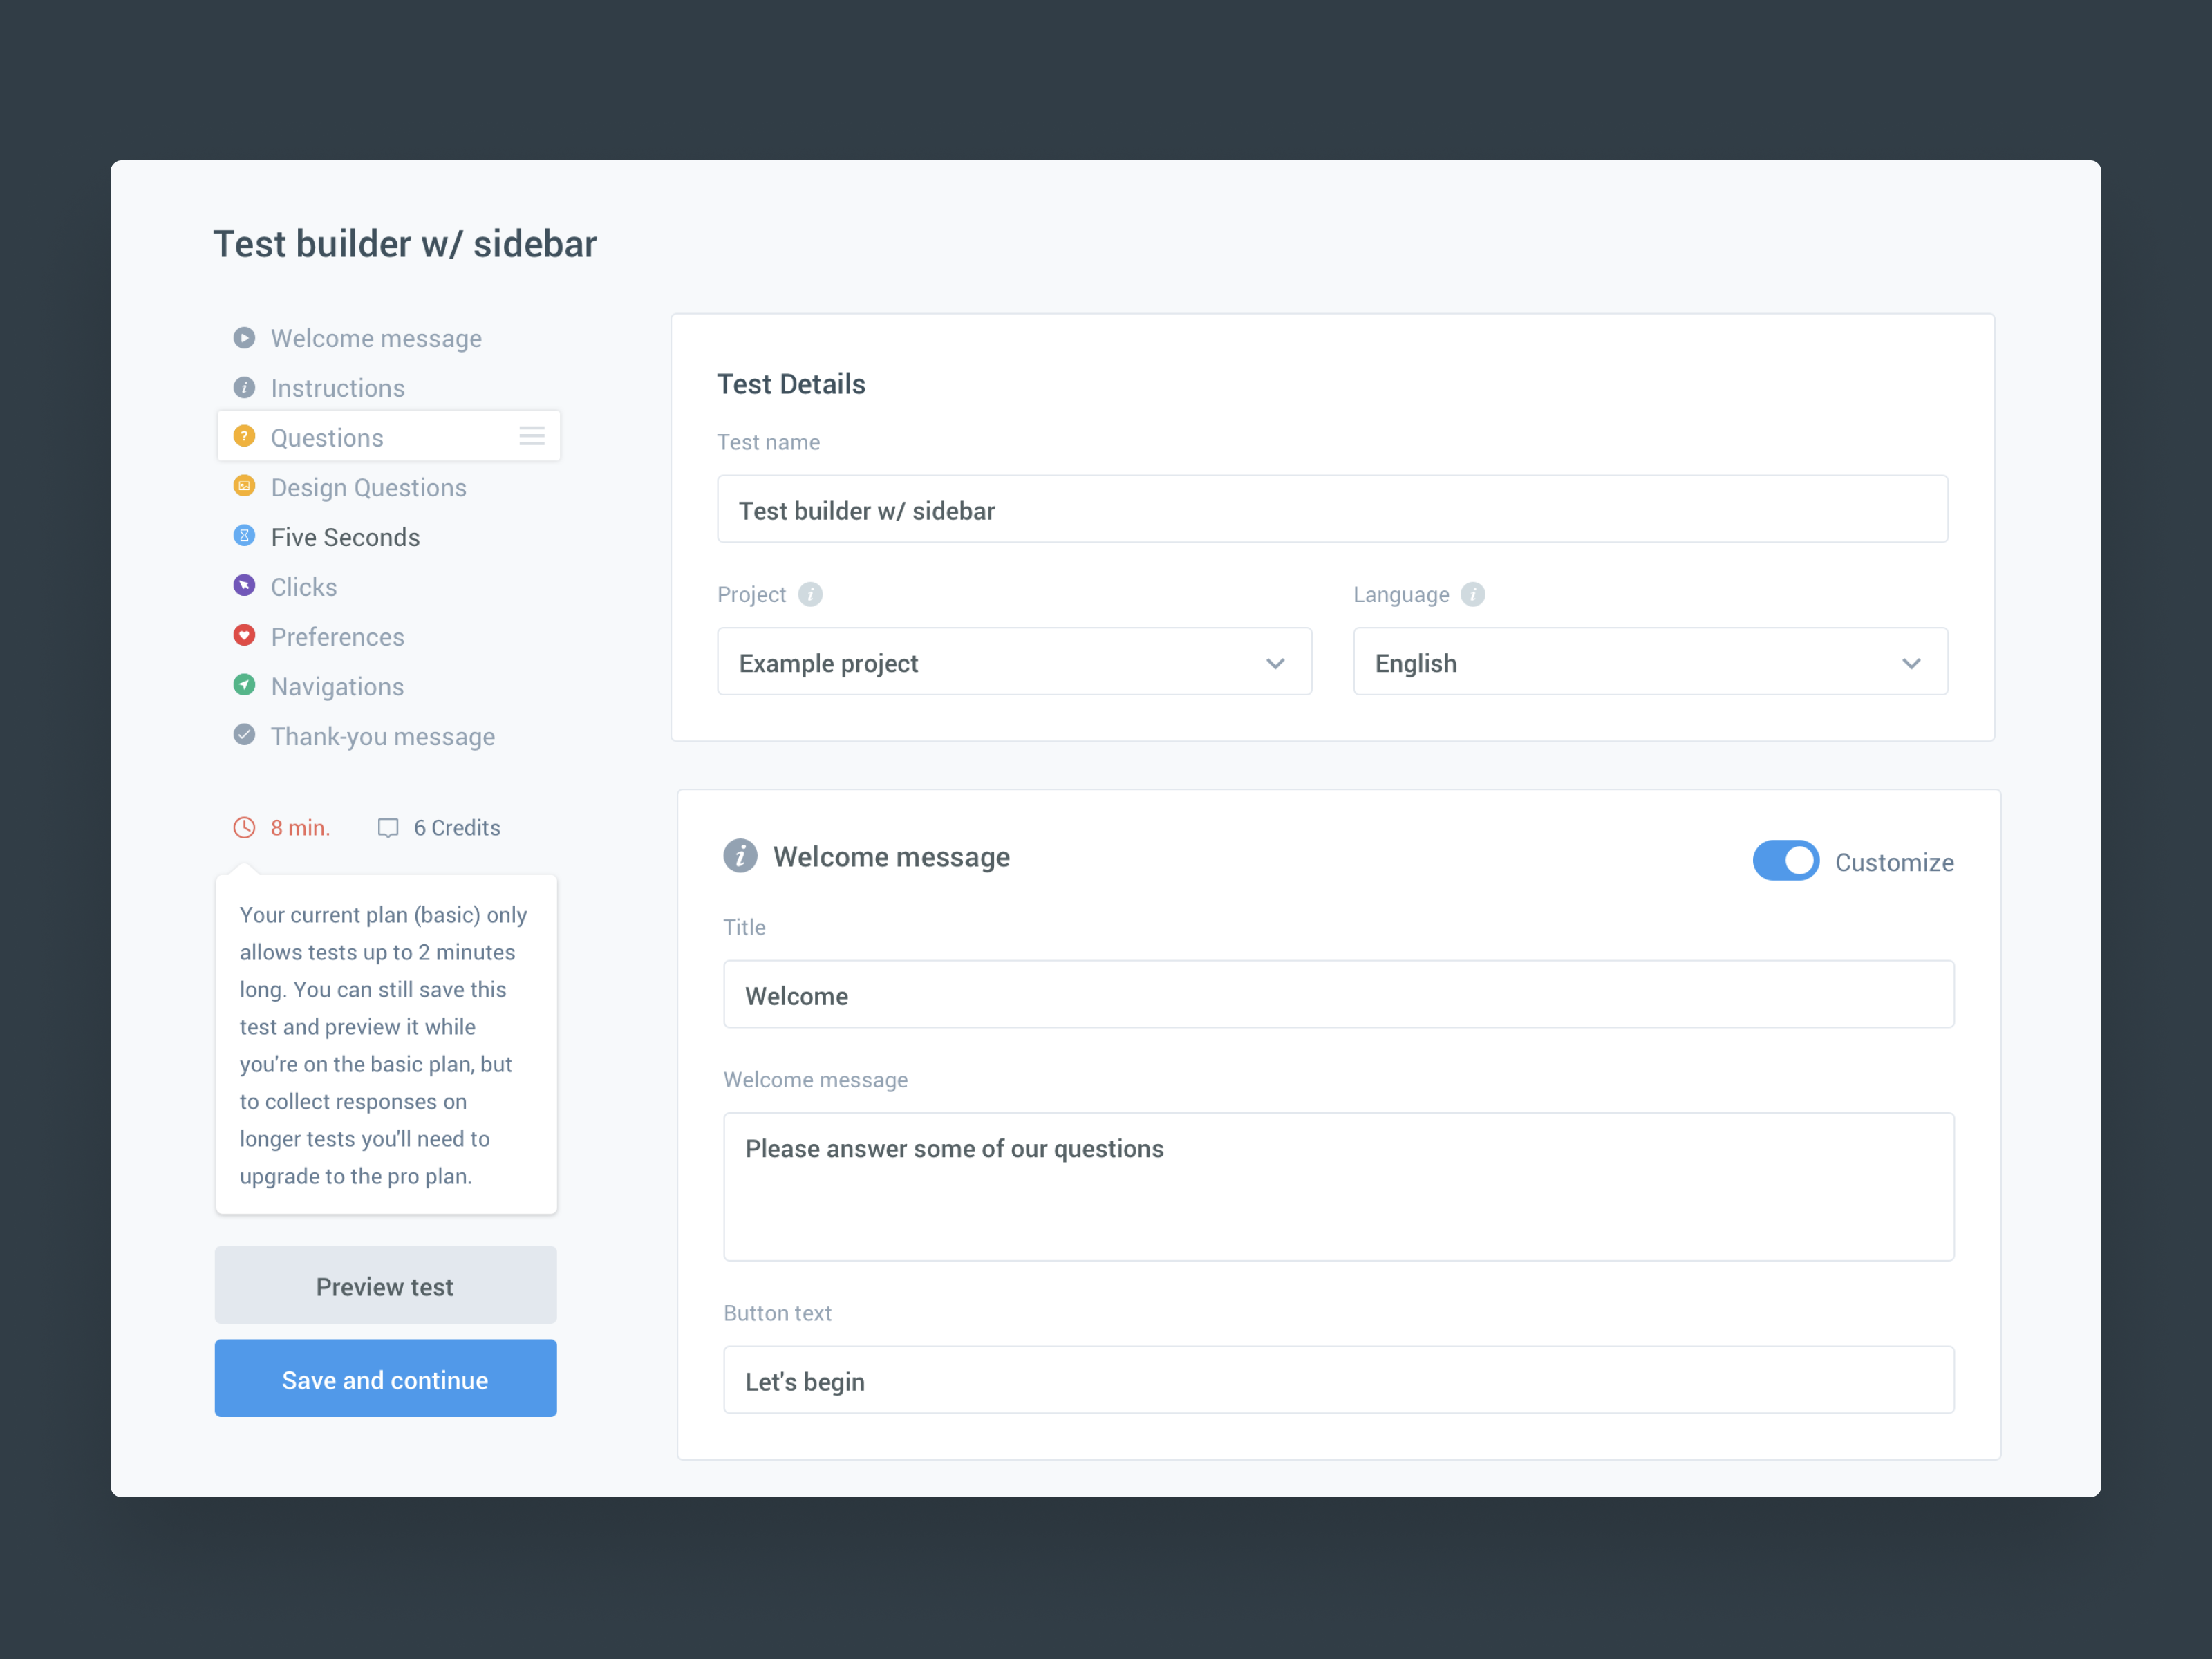 Test builder w/ sidebar
Welcome message
Instructions
Questions
Design Questions
Five Seconds
Clicks
Preferences
Navigations
Thank-you message
8 min.
6 Credits
Your current plan (basic) only
allows tests up to 2 minutes
long. You can still save this
test and preview it while
you're on the basic plan, but
to collect responses on
longer tests you'll need to
upgrade to the pro plan.
Preview test
Save and continue
Test Details
Test name
Test builder w/ sidebar
Project
Language
Example project
English
Welcome message
Customize
Title
Welcome
Welcome message
Please answer some of our questions
Button text
Let's begin